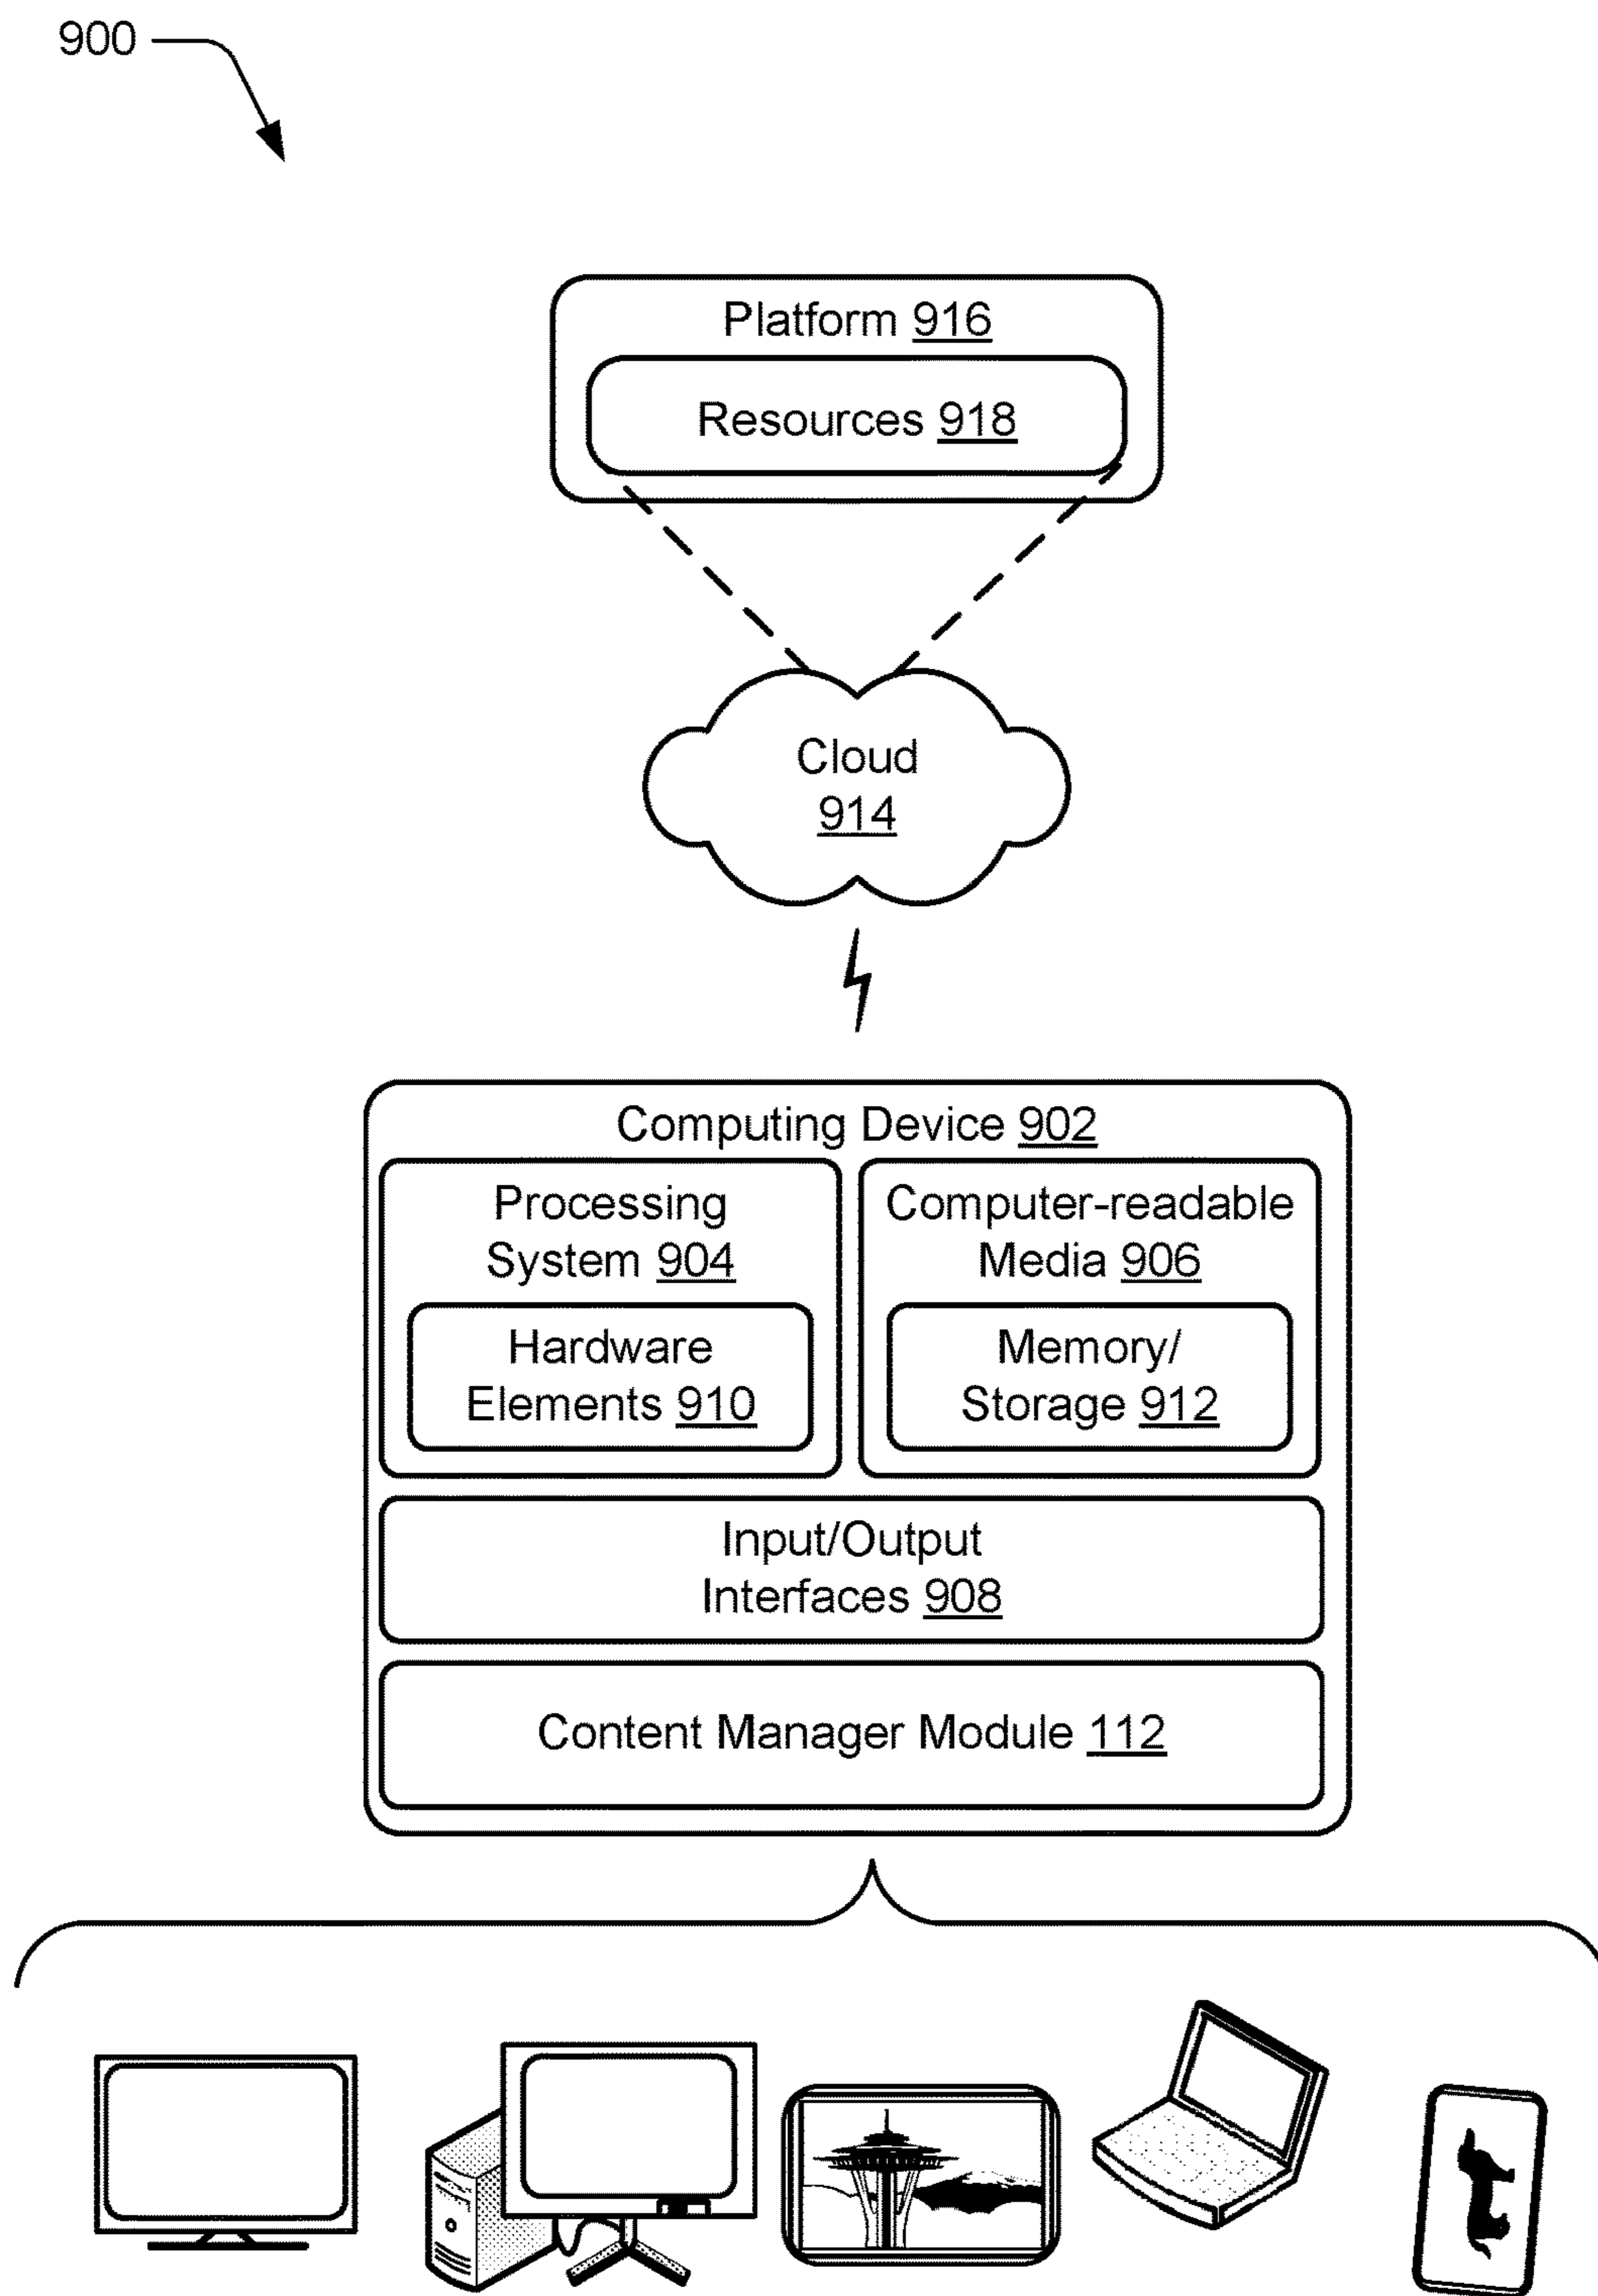 900
Platform 916
Resources 918
Cloud
914
Computing Device 902
Processing
System 904
Hardware
Elements 910
Computer-readable
Media 906
Memory/
Storage 912
Input/Output
Interfaces 908
Content Manager Module 112